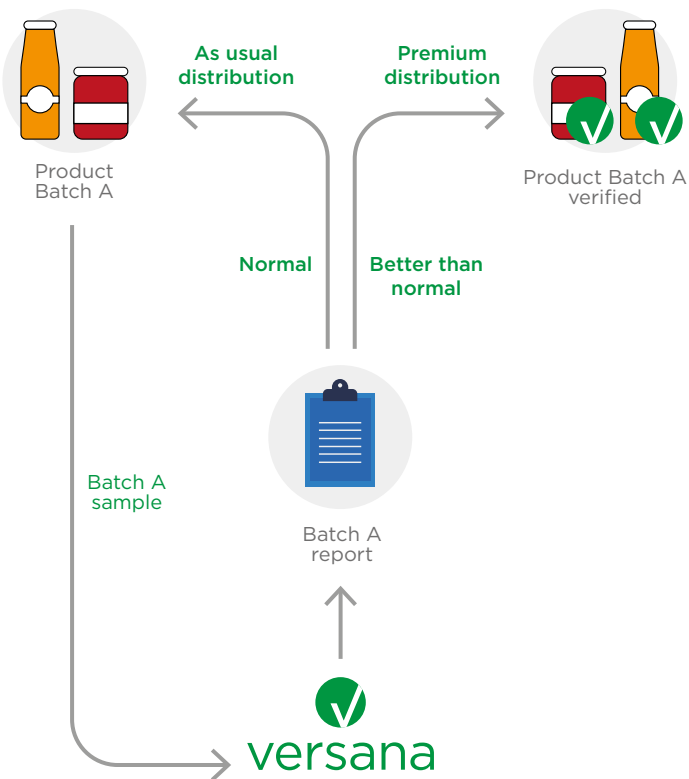 As usual
distribution
Premium
distribution
Product
Batch A
Product Batch A
verified
Normal
Better than
normal
Batch A
sample
Batch A
report
versana